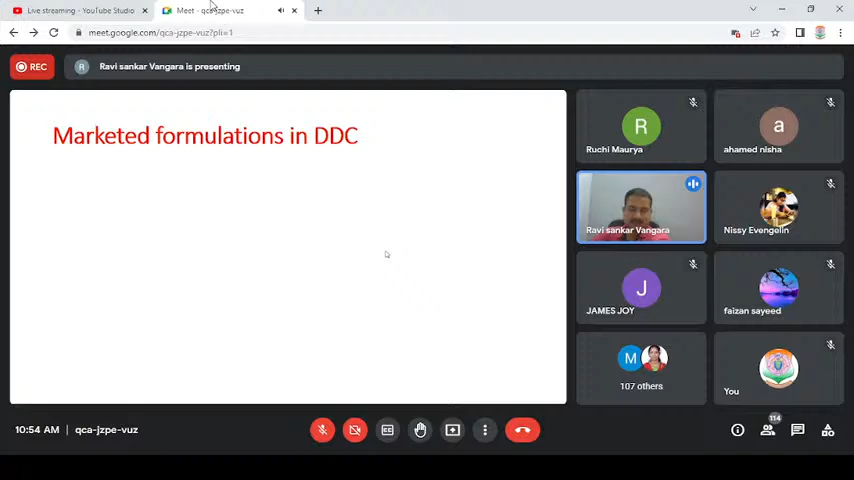 Live streaming - YouTube Studio
Meet - qca-jzpe-vuz
meet.google.com/qca-jzpe-vuz?pli=1
REC
R
Ravi sankar Vangara is presenting
Marketed formulations in DDC
R
Ruchi Maurya
a
ahamed nisha
Ravi sankar Vangara
Nissy Evengelin
J
JAMES JOY
faizan sayeed
M
107 others
You
10:54 AM | qca-jzpe-vuz
CC
114